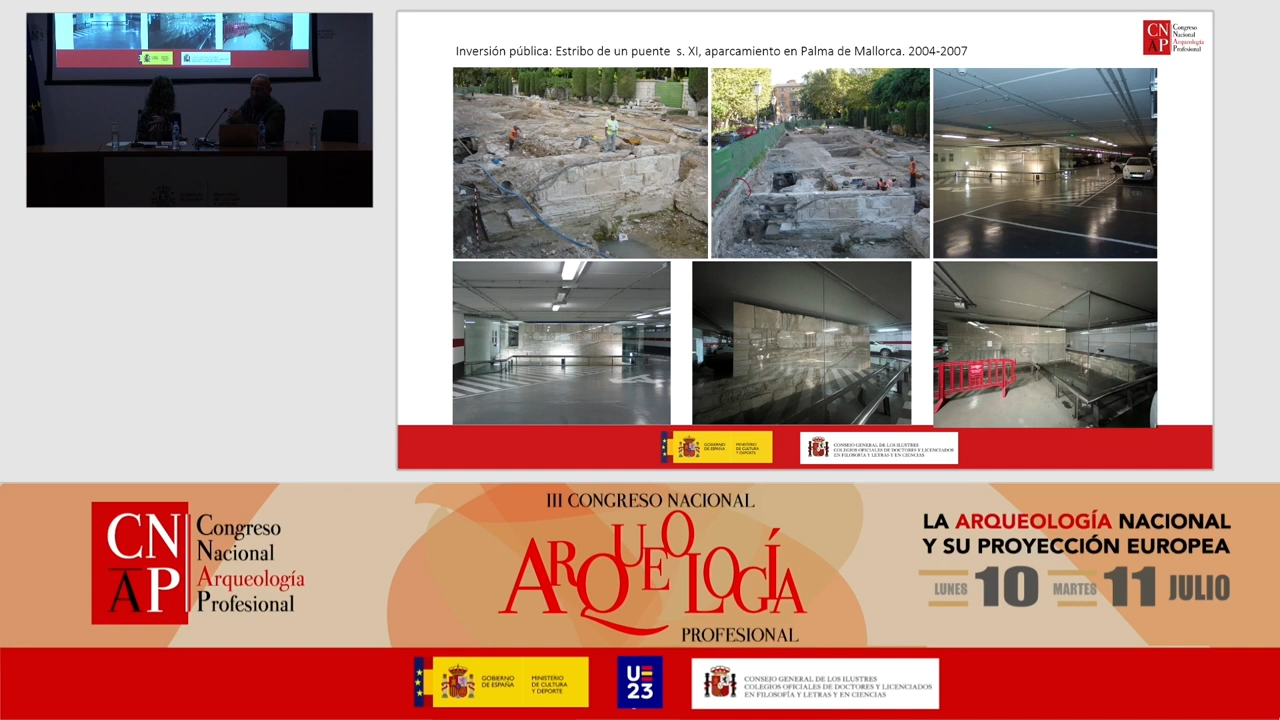 Inversión pública: Estribo de un puente s. XI, aparcamiento en Palma de Mallorca. 2004-2007
CN
AP
Congreso
Nacional
Arqueología
Profesional
GOBIERNO
DE ESPAÑA
MINISTERIO
DE CULTURA
Y DEPORTE
CONSEJO GENERAL DE LOS ILUSTRES
COLEGIOS OFICIALES DE DOCTORES Y LICENCIADOS
EN FILOSOFÍA Y LETRAS Y EN CIENCIAS
CN
AP
Congreso
Nacional
Arqueología
Profesional
III CONGRESO NACIONAL
ARQUEOLOGÍA
PROFESIONAL
LA ARQUEOLOGÍA NACIONAL
Y SU PROYECCIÓN EUROPEA
LUNES 10 MARTES 11 JULIO
GOBIERNO
DE ESPAÑA
MINISTERIO
DE CULTURA
Y DEPORTE
UE
23
CONSEJO GENERAL DE LOS ILUSTRES
COLEGIOS OFICIALES DE DOCTORES Y LICENCIADOS
EN FILOSOFÍA Y LETRAS Y EN CIENCIAS